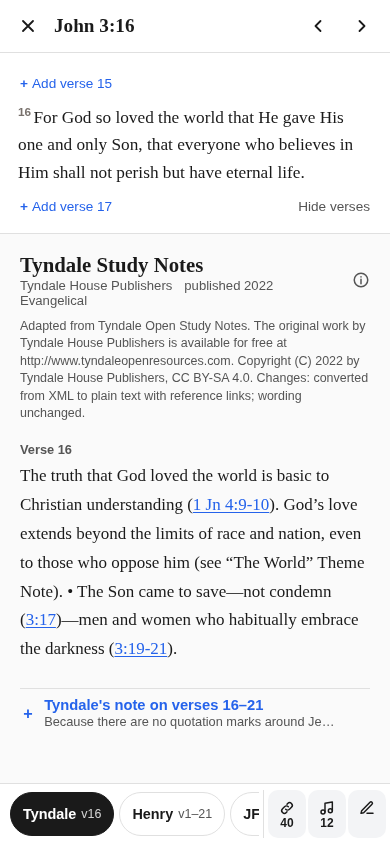 John 3:16
+ Add verse 15
16 For God so loved the world that He gave His
one and only Son, that everyone who believes in
Him shall not perish but have eternal life.
+ Add verse 17 Hide verses
Tyndale Study Notes
Tyndale House Publishers published 2022
Evangelical
Adapted from Tyndale Open Study Notes. The original work by
Tyndale House Publishers is available for free at
http://www.tyndaleopenresources.com. Copyright (C) 2022 by
Tyndale House Publishers, CC BY-SA 4.0. Changes: converted
from XML to plain text with reference links; wording
unchanged.
Verse 16
The truth that God loved the world is basic to
Christian understanding (1 Jn 4:9-10). God’s love
extends beyond the limits of race and nation, even
to those who oppose him (see “The World” Theme
Note). • The Son came to save—not condemn
(3:17)—men and women who habitually embrace
the darkness (3:19-21).
+ Tyndale's note on verses 16–21
Because there are no quotation marks around Je…
Tyndale v16 Henry v1–21 JF
40 12